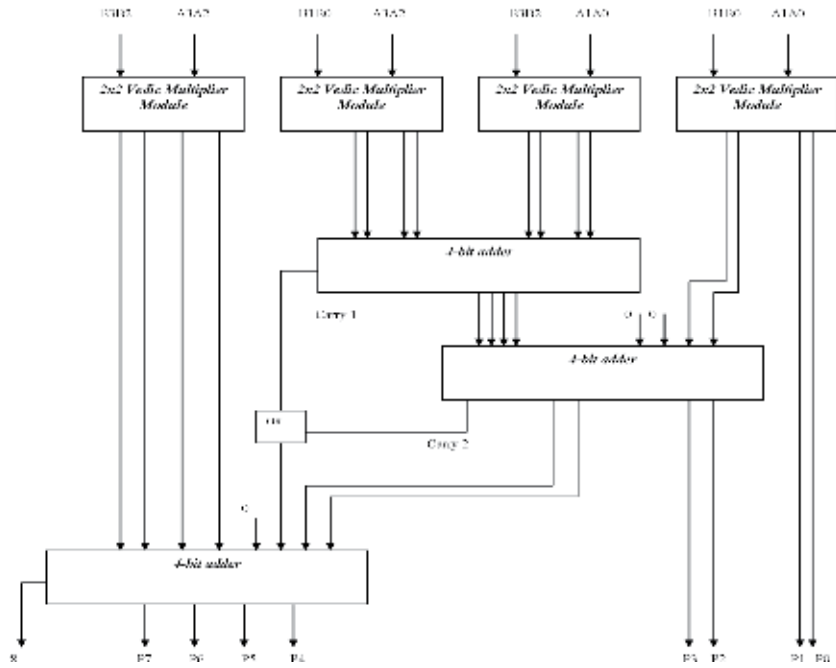 B3B2 A3A2 B1B0 A3A2 B3B2 A1A0 B1B0 A1A0
2x2 Vedic Multiplier Module
2x2 Vedic Multiplier Module
2x2 Vedic Multiplier Module
2x2 Vedic Multiplier Module
4-bit adder
Carry 1
0 0
4-bit adder
OR
Carry 2
0
4-bit adder
P7 P6 P5 P4 P3 P2 P1 P0